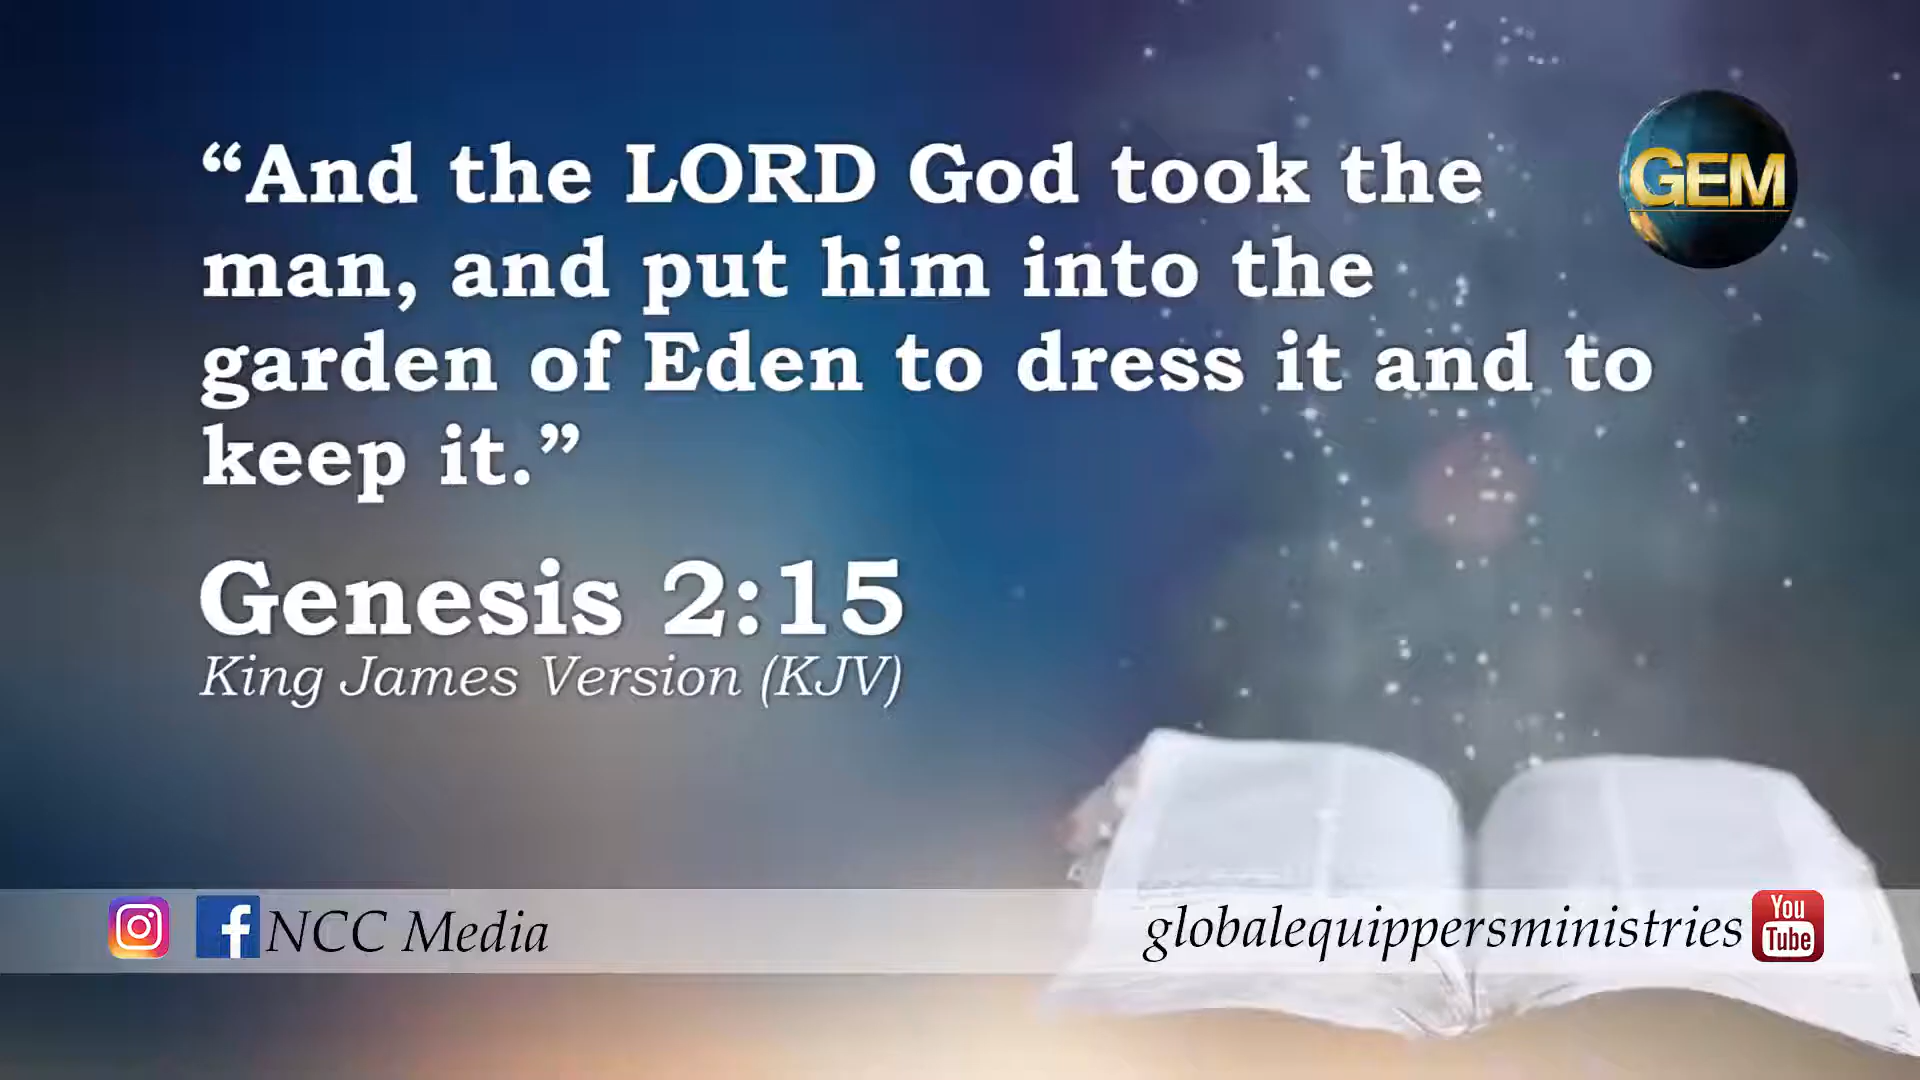 “And the LORD God took the
man, and put him into the
garden of Eden to dress it and to
keep it.”
Genesis 2:15
King James Version (KJV)
GEM
NCC Media
globalequippersministries
You
Tube